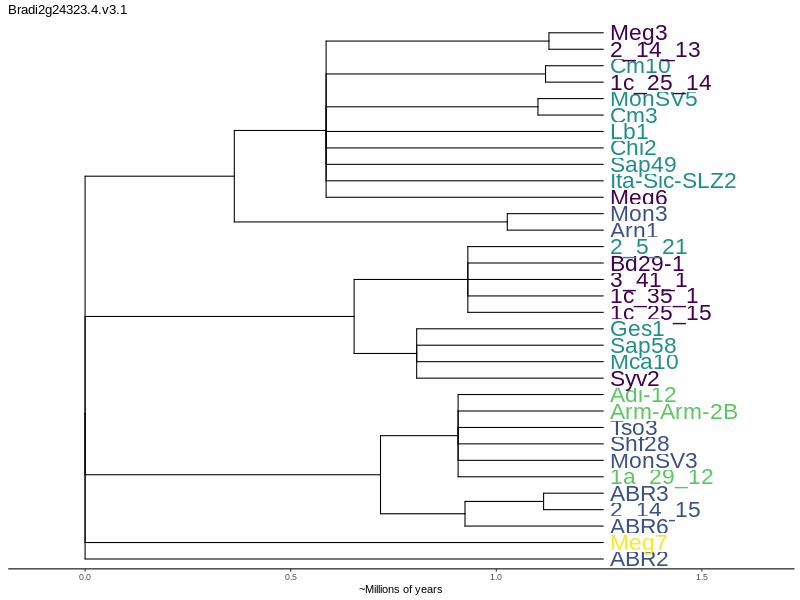 Bradi2g24323.4.v3.1
Meg3
2_14_13
Cm10
1c_25_14
MonSV5
Cm3
Lb1
Chi2
Sap49
Ita-Sic-SLZ2
Meg6
Mon3
Arn1
2_5_21
Bd29-1
3_41_1
1c_35_1
1c_25_15
Ges1
Sap58
Mca10
Syv2
Adi-12
Arm-Arm-2B
Tso3
Sht28
MonSV3
1a_29_12
ABR3
2_14_15
ABR6
Meg7
ABR2
0.0 0.5 1.0 1.5
~Millions of years